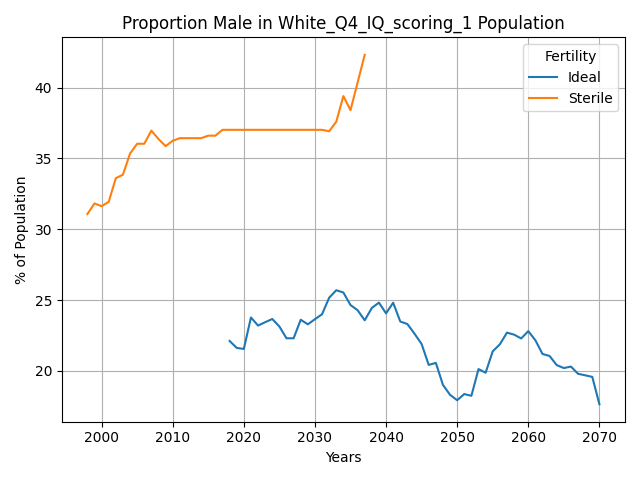 Proportion Male in White_Q4_IQ_scoring_1 Population
Fertility
Ideal
Sterile
% of Population
40
35
30
25
20
2000 2010 2020 2030 2040 2050 2060 2070
Years